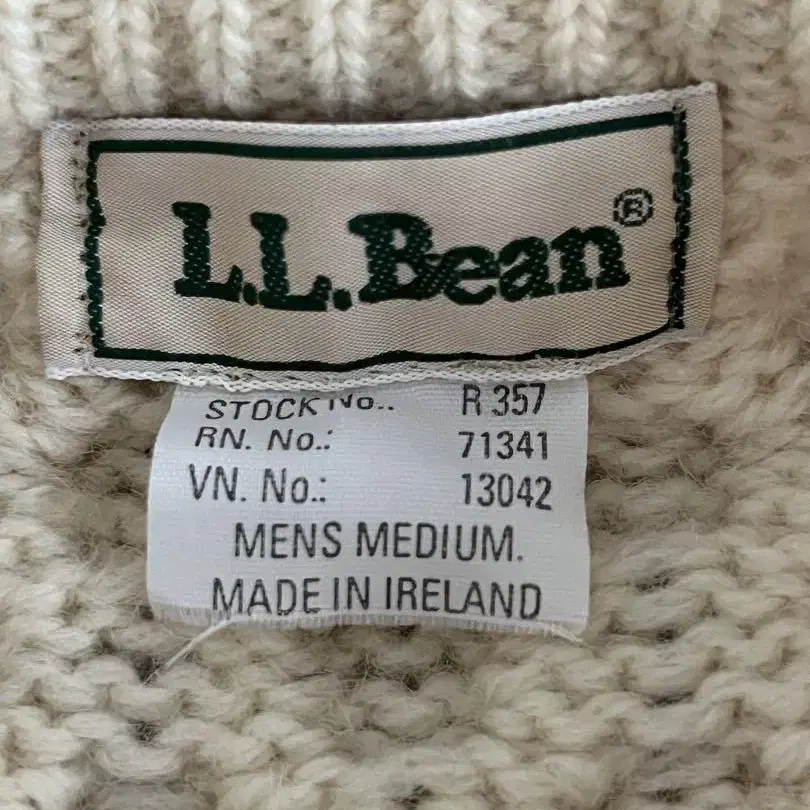 L.L.Bean®
STOCK No.: R 357
RN. No.: 71341
VN. No.: 13042
MENS MEDIUM.
MADE IN IRELAND